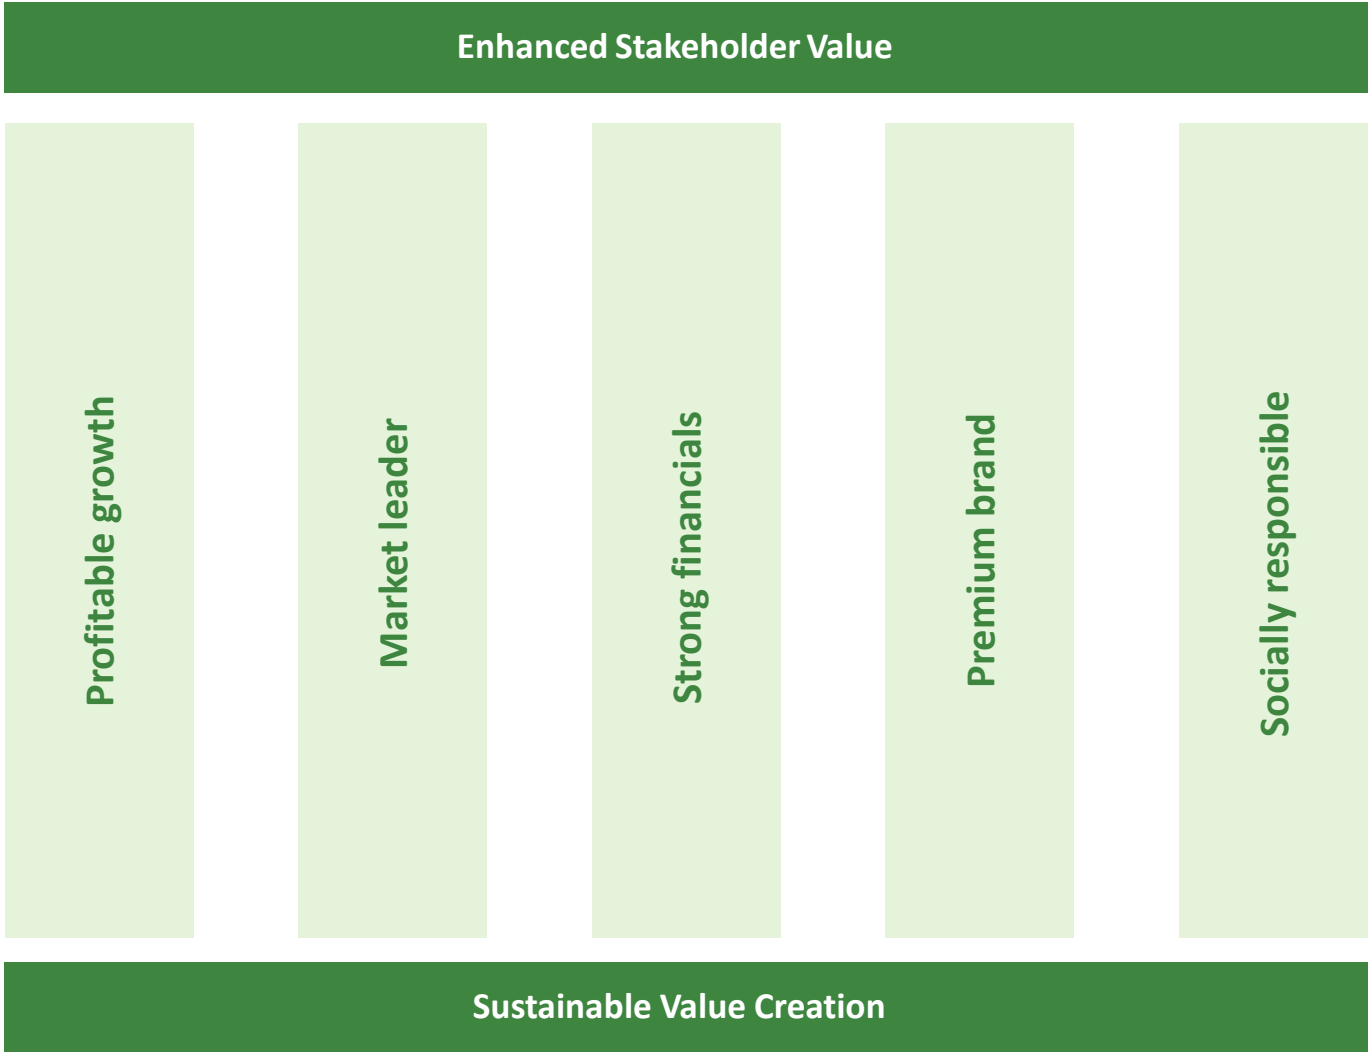 Enhanced Stakeholder Value
Profitable growth
Market leader
Strong financials
Premium brand
Socially responsible
Sustainable Value Creation